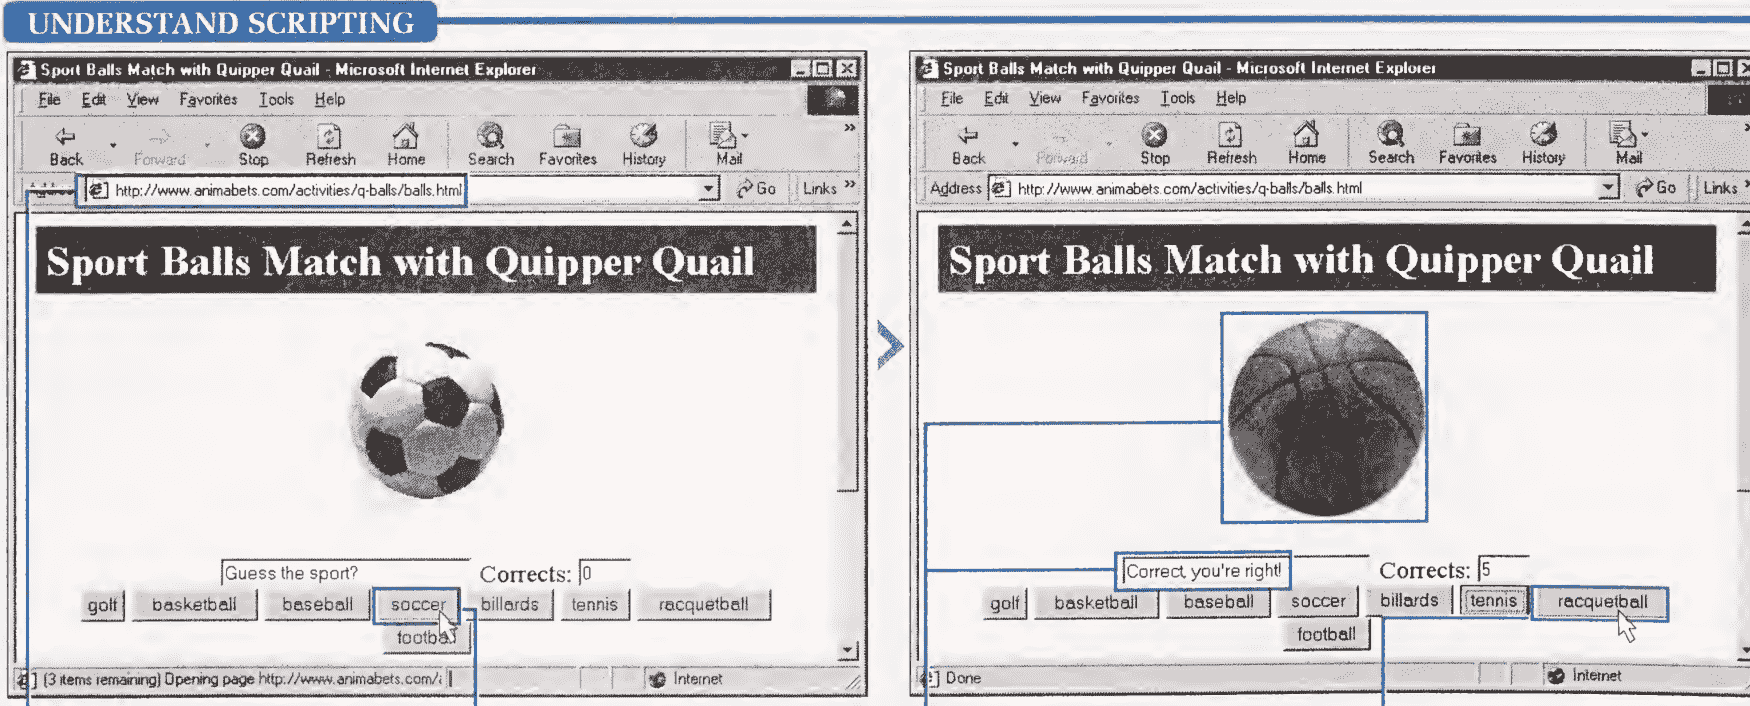 UNDERSTAND SCRIPTING
Sport Balls Match with Quipper Quail - Microsoft Internet Explorer
File Edit View Favorites Tools Help
Back Forward Stop Refresh Home Search Favorites History Mail »
http://www.animabets.com/activities/q-balls/balls.html Go Links »
Sport Balls Match with Quipper Quail
Guess the sport? Corrects: 0
golf basketball baseball soccer billards tennis racquetball
football
(3 items remaining) Opening page http://www.animabets.com/ Internet
Sport Balls Match with Quipper Quail - Microsoft Internet Explorer
File Edit View Favorites Tools Help
Back Forward Stop Refresh Home Search Favorites History Mail »
Address http://www.animabets.com/activities/q-balls/balls.html Go Links »
Sport Balls Match with Quipper Quail
Correct, you're right! Corrects: 5
golf basketball baseball soccer billards tennis racquetball
football
Done Internet